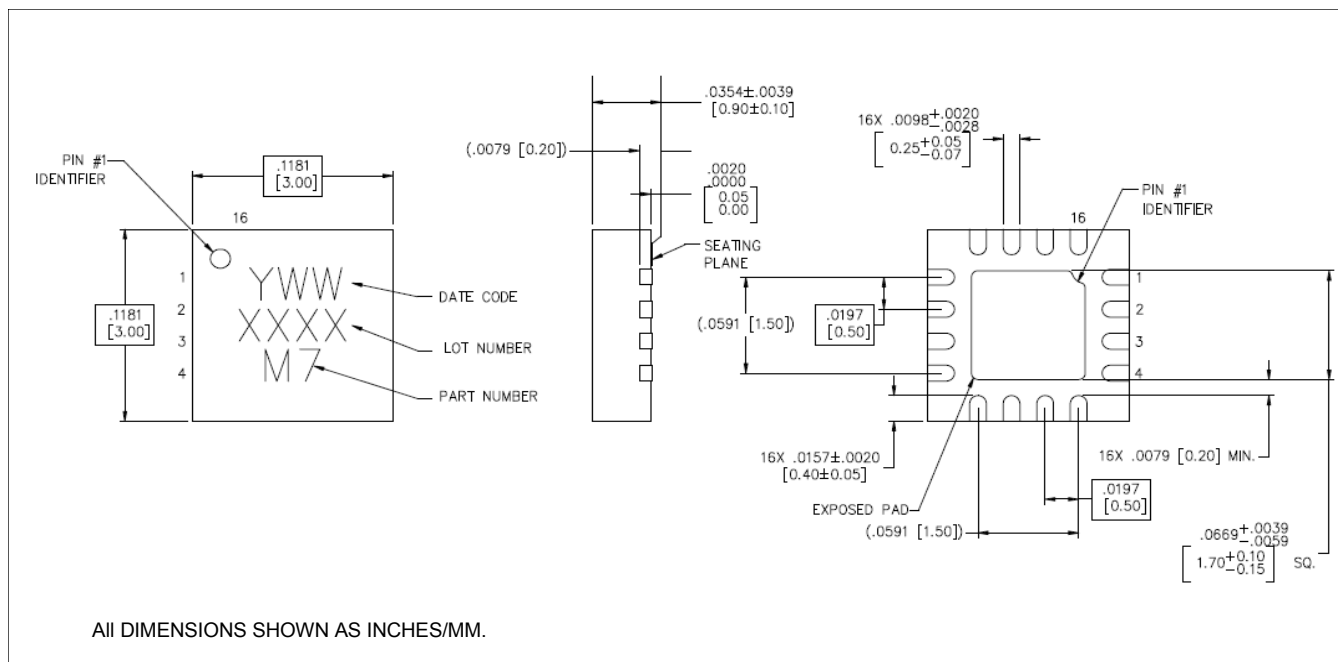 PIN #1
IDENTIFIER
.1181
[3.00]
16
.1181
[3.00]
1
2
3
4
YWW
XXXX
M7
DATE CODE
LOT NUMBER
PART NUMBER
.0354±.0039
[0.90±0.10]
(.0079 [0.20])
.0020
.0000
[0.05
0.00]
SEATING
PLANE
16X .0098+.0020
-.0028
[0.25+0.05
-0.07]
16
PIN #1
IDENTIFIER
1
2
3
4
(.0591 [1.50])
.0197
[0.50]
16X .0157±.0020
[0.40±0.05]
EXPOSED PAD
(.0591 [1.50])
16X .0079 [0.20] MIN.
.0197
[0.50]
.0669+.0039
-.0059
[1.70+0.10
-0.15] SQ.
All DIMENSIONS SHOWN AS INCHES/MM.